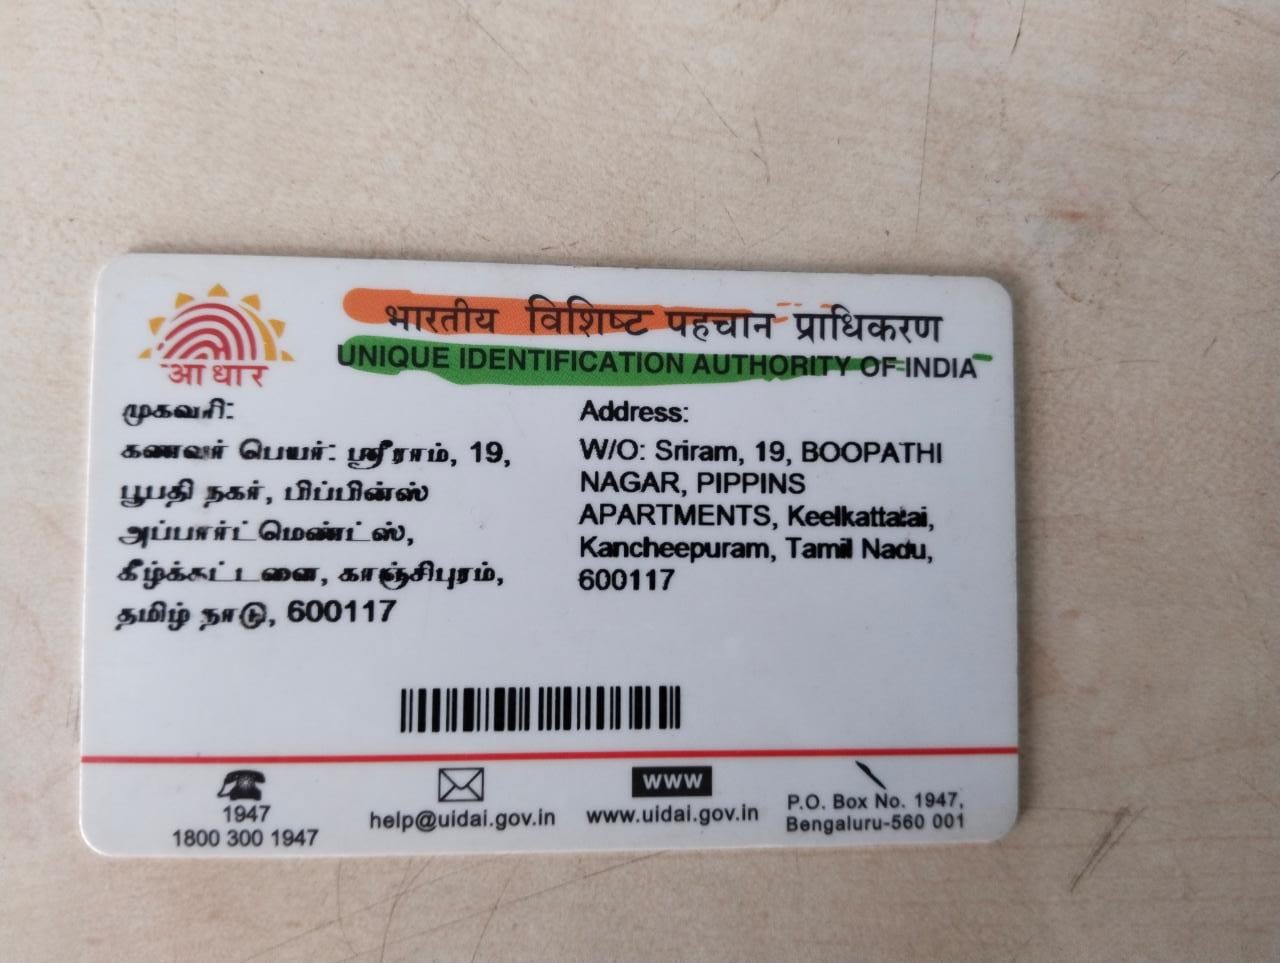 भारतीय विशिष्ट पहचान प्राधिकरण
UNIQUE IDENTIFICATION AUTHORITY OF INDIA
आधार
முகவரி:
கணவர் பெயர்: ஸ்ரீராம், 19,
பூபதி நகர், பிப்பின்ஸ்
அப்பார்ட்மெண்ட்ஸ்,
கீழ்க்கட்டளை, காஞ்சிபுரம்,
தமிழ் நாடு, 600117
Address:
W/O: Sriram, 19, BOOPATHI
NAGAR, PIPPINS
APARTMENTS, Keelkattalai,
Kancheepuram, Tamil Nadu,
600117
1947
1800 300 1947
help@uidai.gov.in
WWW
www.uidai.gov.in
P.O. Box No. 1947,
Bengaluru-560 001